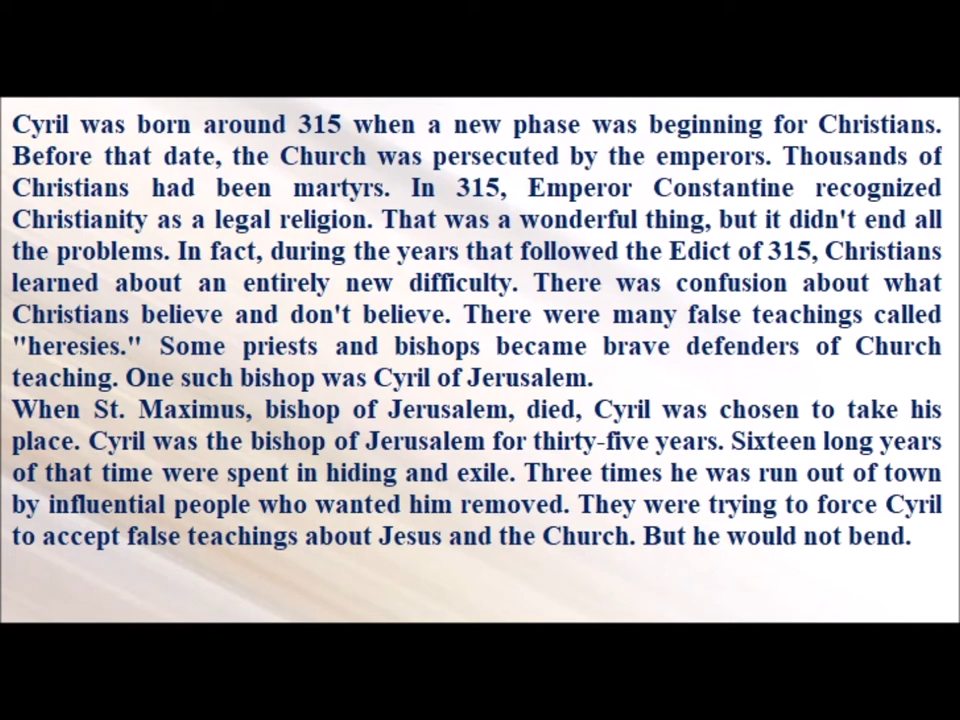 Cyril was born around 315 when a new phase was beginning for Christians.
Before that date, the Church was persecuted by the emperors. Thousands of
Christians had been martyrs. In 315, Emperor Constantine recognized
Christianity as a legal religion. That was a wonderful thing, but it didn't end all
the problems. In fact, during the years that followed the Edict of 315, Christians
learned about an entirely new difficulty. There was confusion about what
Christians believe and don't believe. There were many false teachings called
"heresies." Some priests and bishops became brave defenders of Church
teaching. One such bishop was Cyril of Jerusalem.
When St. Maximus, bishop of Jerusalem, died, Cyril was chosen to take his
place. Cyril was the bishop of Jerusalem for thirty-five years. Sixteen long years
of that time were spent in hiding and exile. Three times he was run out of town
by influential people who wanted him removed. They were trying to force Cyril
to accept false teachings about Jesus and the Church. But he would not bend.